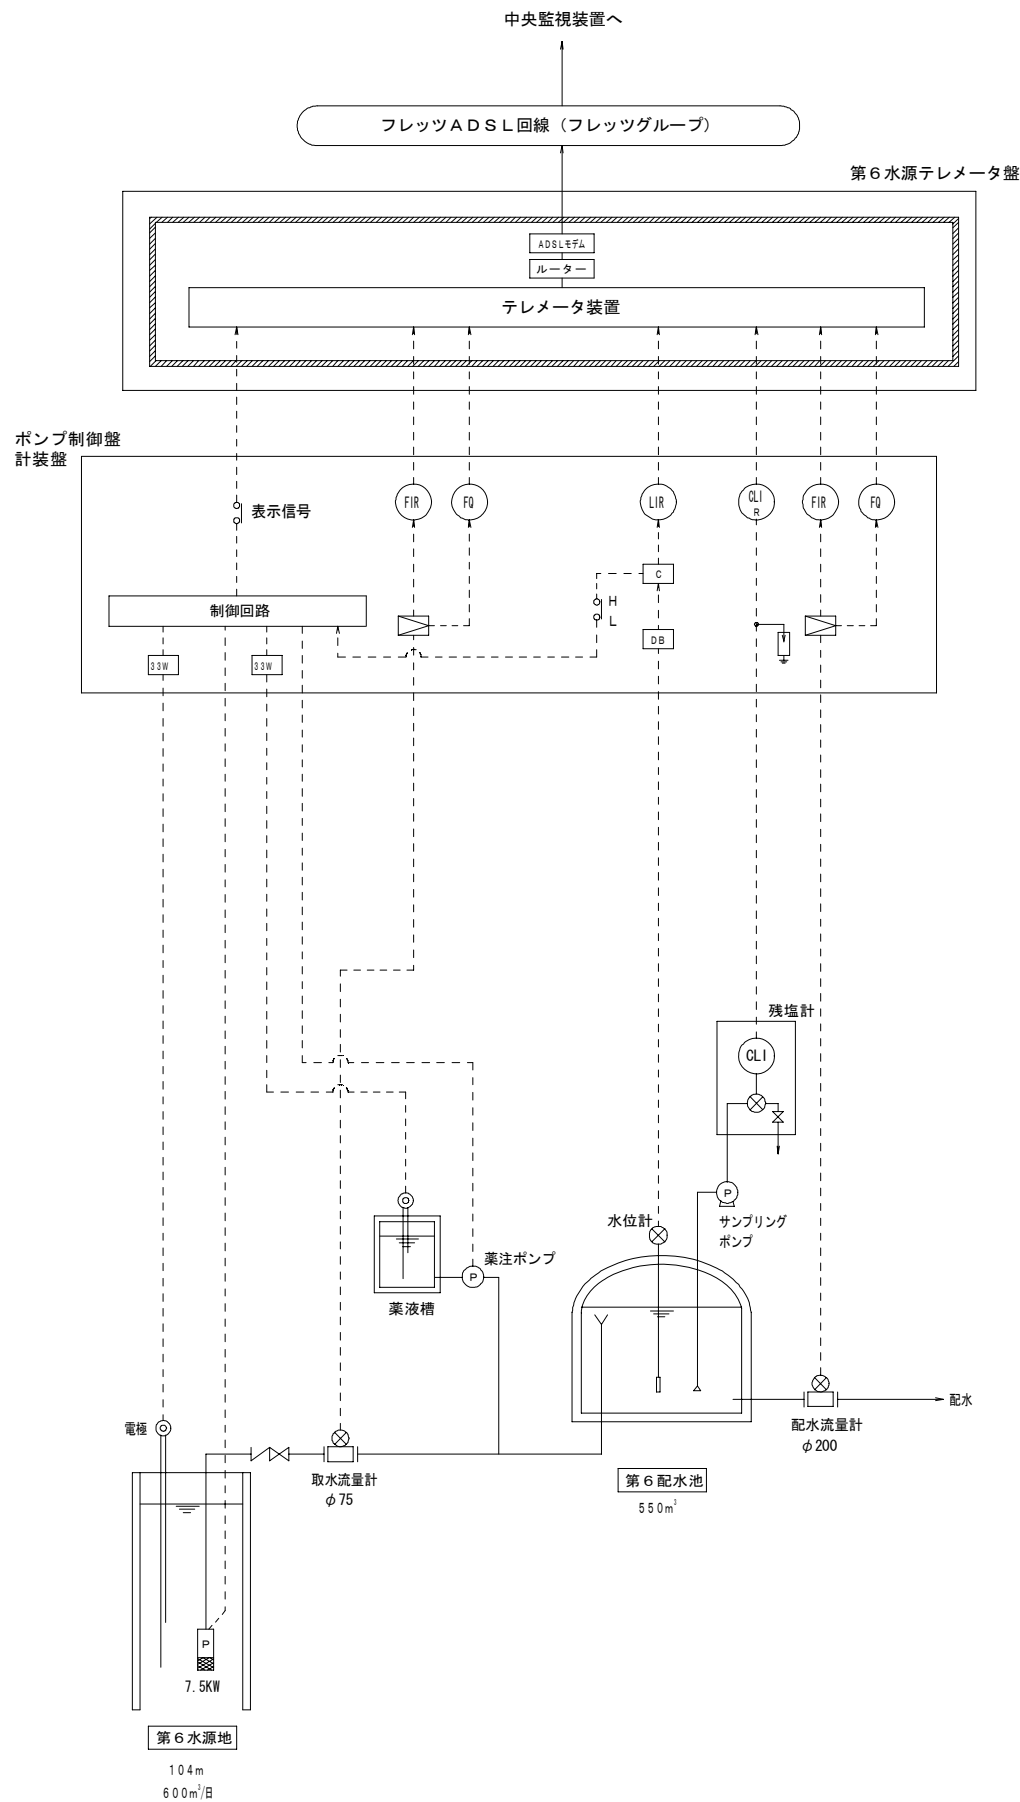 中央監視装置へ
フレッツＡＤＳＬ回線（フレッツグループ）
第６水源テレメータ盤
ADSLモデム
ルーター
テレメータ装置
ポンプ制御盤
計装盤
表示信号
FIR
FQ
LIR
CLI
R
FIR
FQ
C
H
L
DB
制御回路
33W
33W
残塩計
CLI
P
サンプリング
ポンプ
水位計
薬注ポンプ
P
薬液槽
電極
取水流量計
φ75
配水
配水流量計
φ200
第６配水池
550m³
P
7.5KW
第６水源地
104m
600m³/日